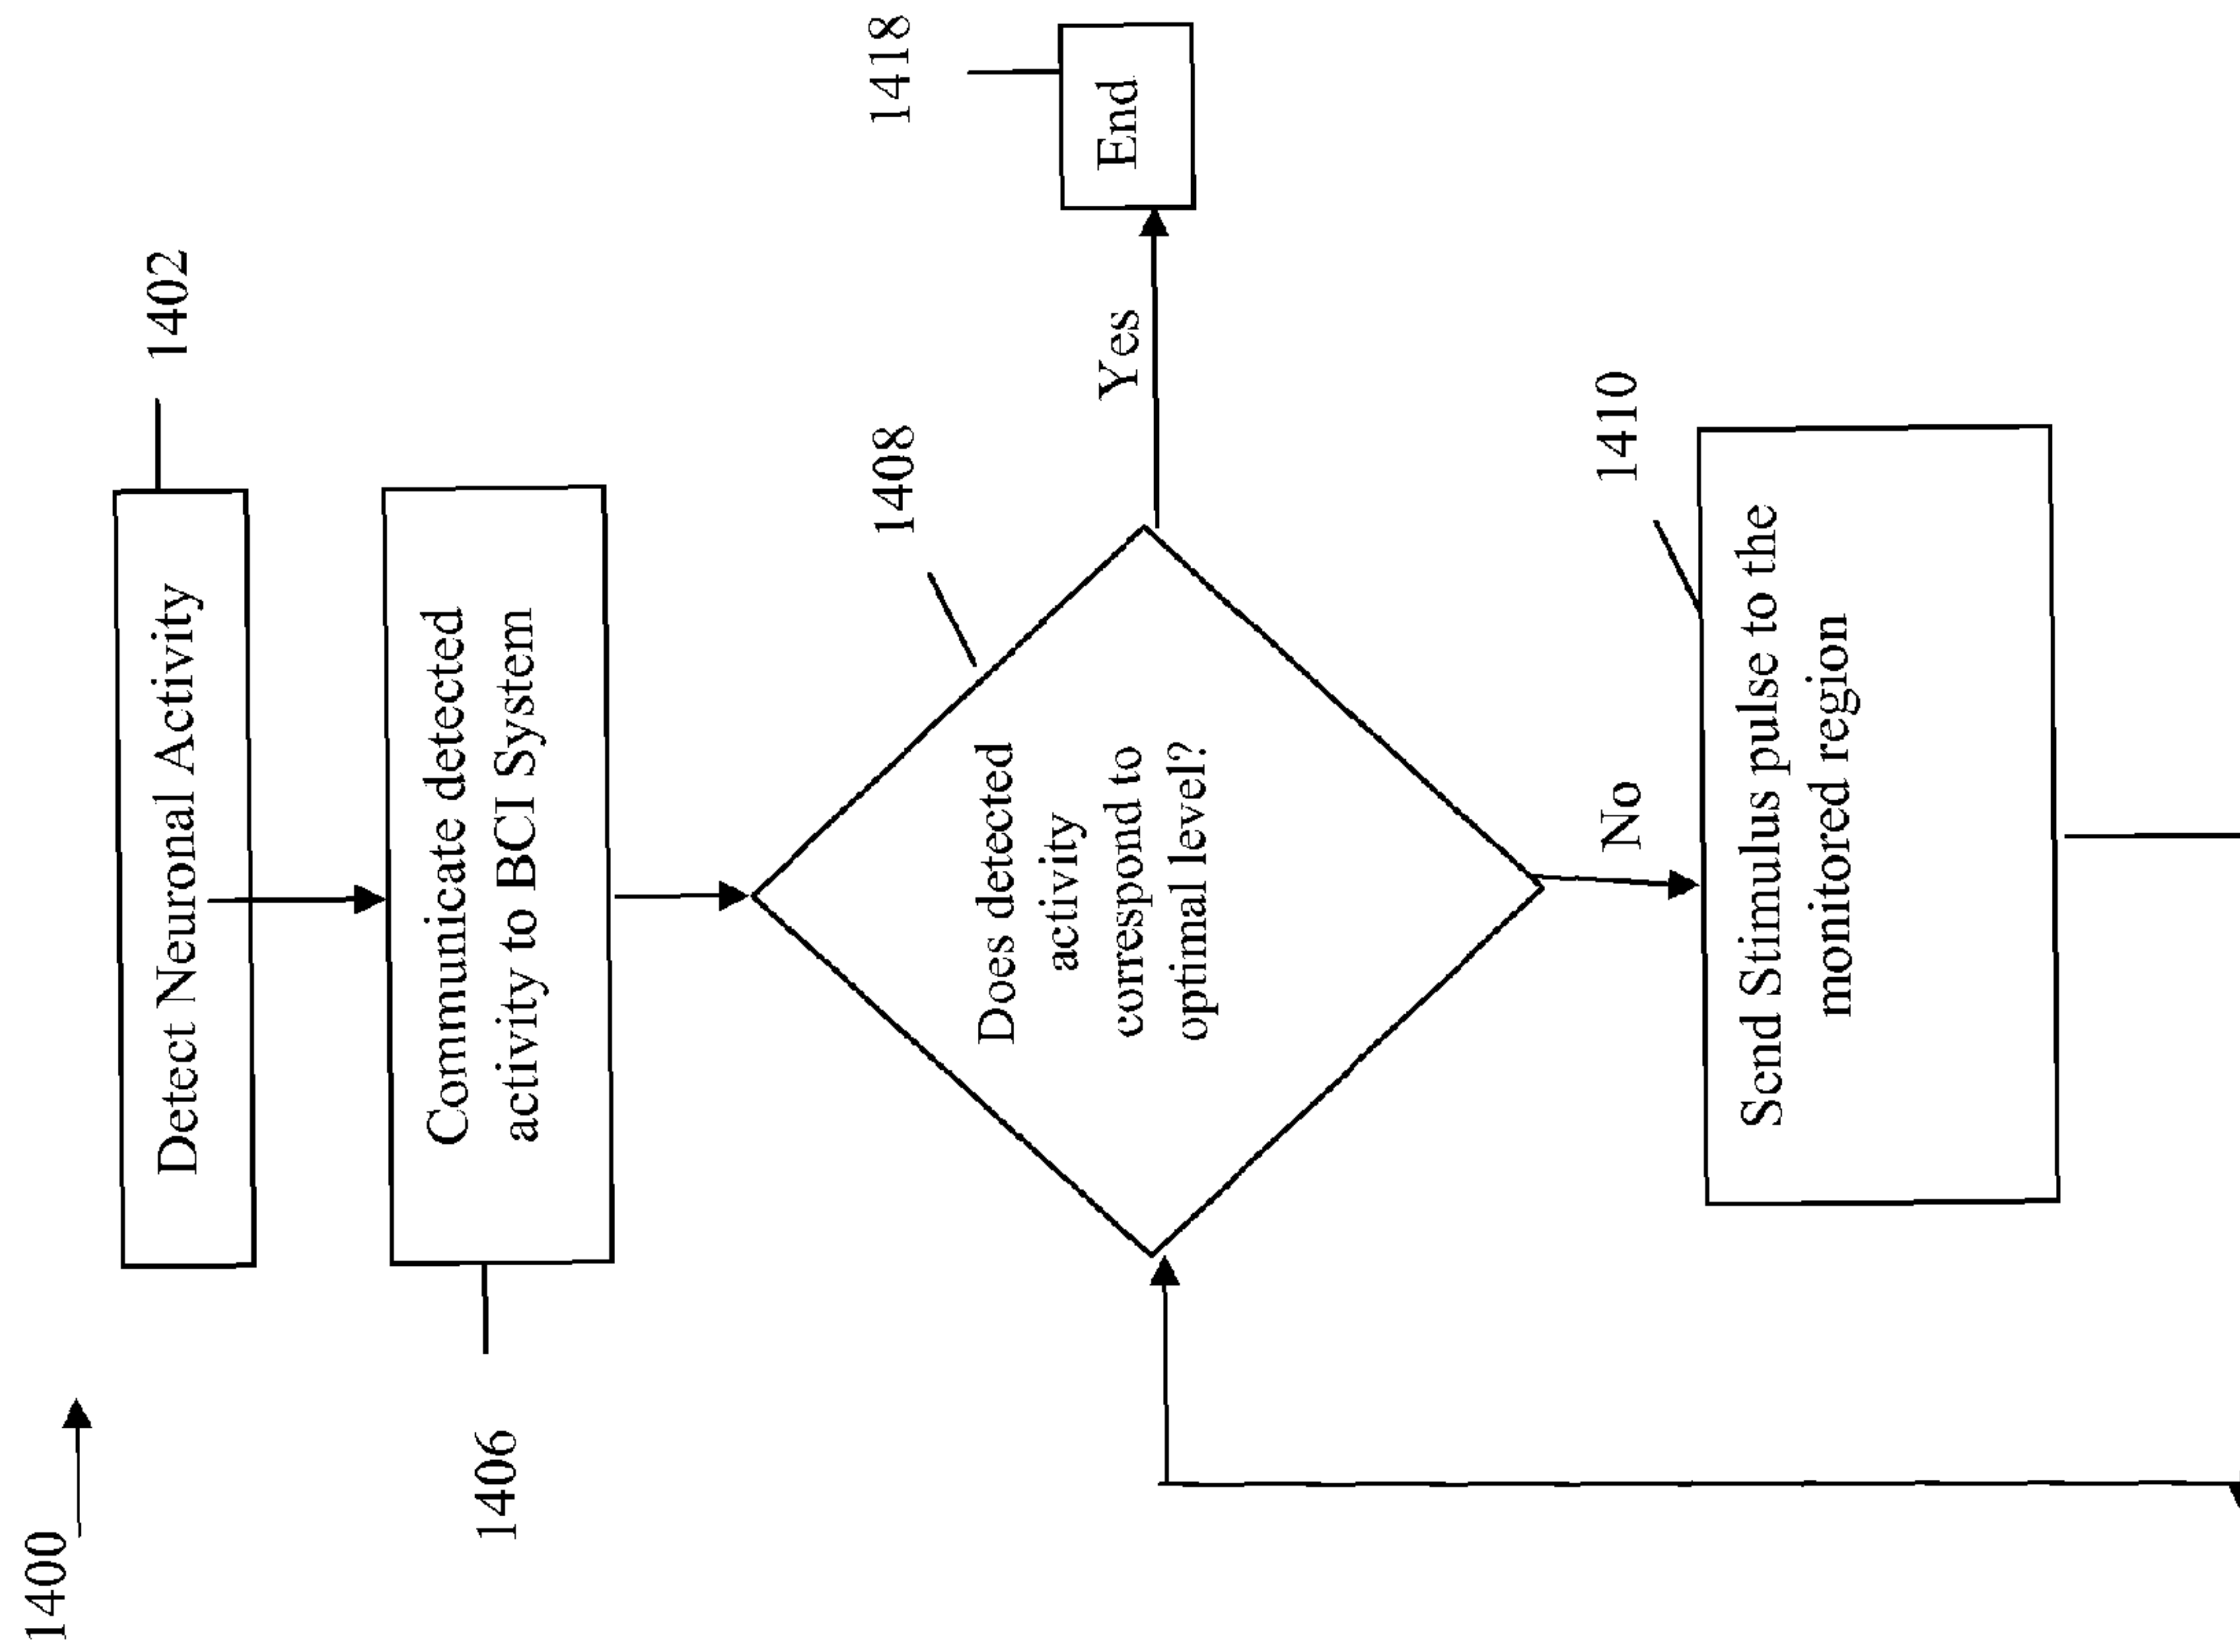 1400
1402
Detect Neuronal Activity
1406
Communicate detected
activity to BCI System
1408
Does detected
activity
correspond to
optimal level?
Yes
End
1418
No
1410
Send Stimulus pulse to the
monitored region